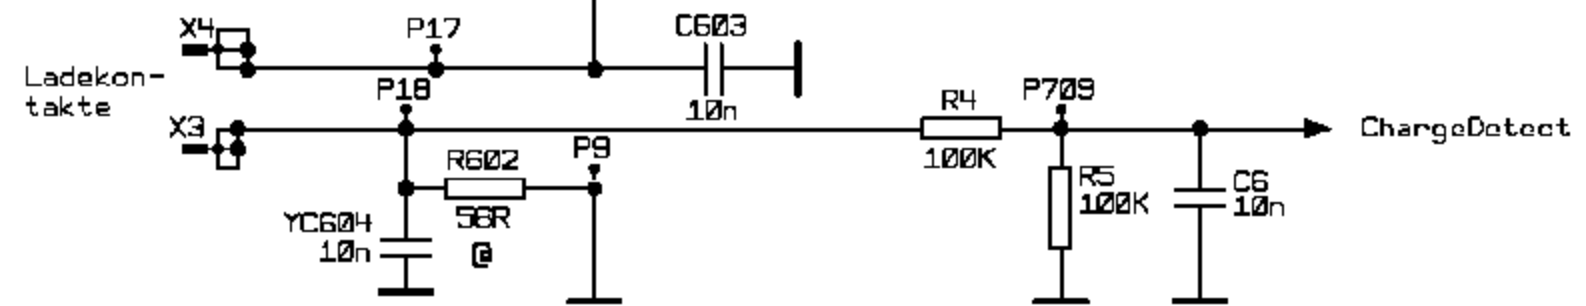 X4
P17
C603
Ladekon-
takte
P18
10n
X3
R4
P709
ChargeDetect
100K
R602
P9
R5
100K
C6
10n
YC604
10n
56R
@